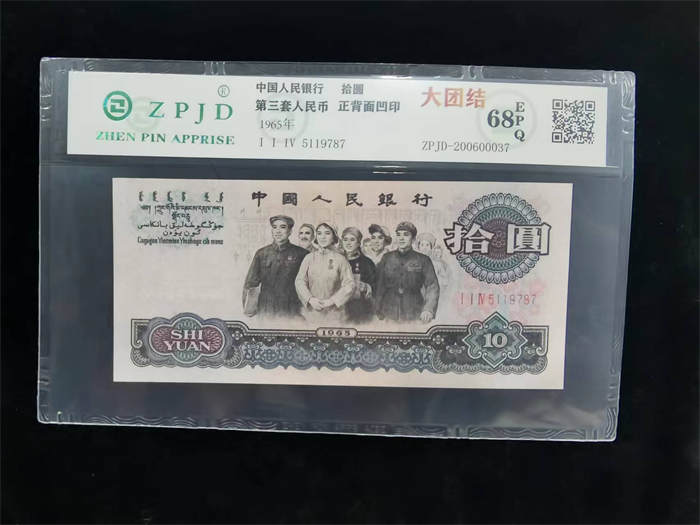 ZPJD®
ZHEN PIN APPRISE
中国人民银行 拾圆
第三套人民币 正背面凹印
1965年
I I IV 5119787
大团结
68 EPQ
ZPJD-200600037
中國人民銀行
拾圓
I I IV 5119787
1965
SHI
YUAN
10